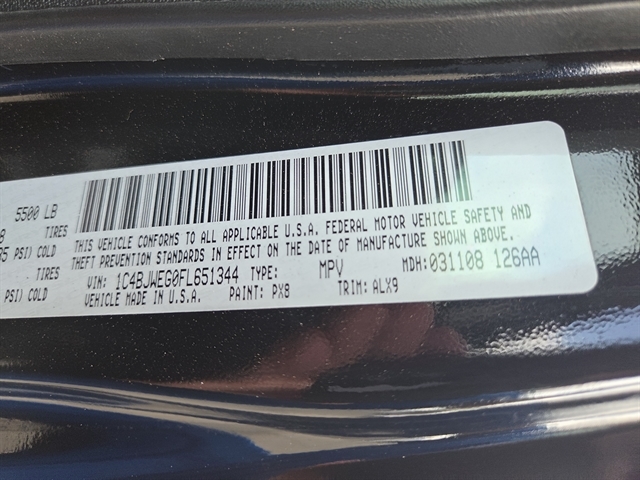 5500 LB
TIRES
PSI) COLD
TIRES
PSI) COLD
THIS VEHICLE CONFORMS TO ALL APPLICABLE U.S.A. FEDERAL MOTOR VEHICLE SAFETY AND
THEFT PREVENTION STANDARDS IN EFFECT ON THE DATE OF MANUFACTURE SHOWN ABOVE.
VIN: 1C4BJWEG0FL651344 TYPE: MPV MDH:031108 126AA
VEHICLE MADE IN U.S.A. PAINT: PX8 TRIM: ALX9